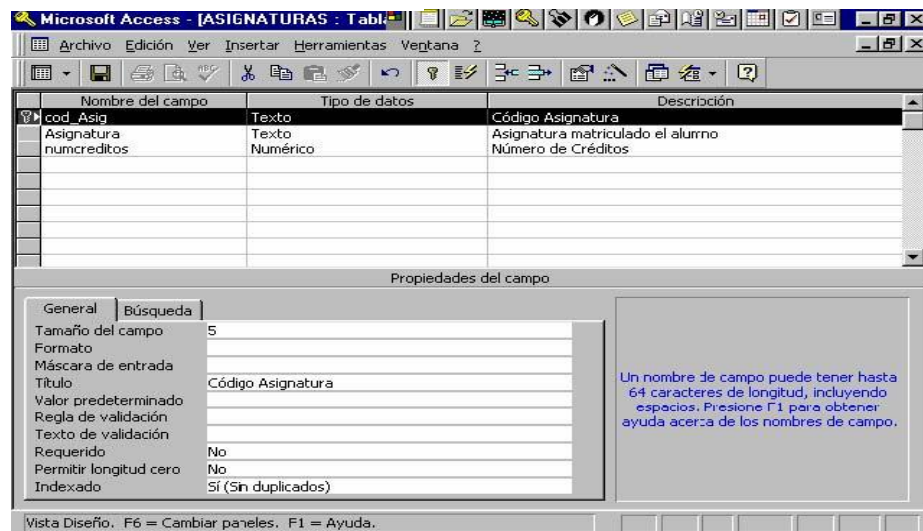 Microsoft Access - [ASIGNATURAS : Tabl
Archivo Edición Ver Insertar Herramientas Ventana ?
Nombre del campo Tipo de datos Descripción
cod_Asig Texto Código Asignatura
Asignatura Texto Asignatura matriculado el alumno
numcreditos Numérico Número de Créditos
Propiedades del campo
General Búsqueda
Tamaño del campo 5
Formato
Máscara de entrada
Título Código Asignatura
Valor predeterminado
Regla de validación
Texto de validación
Requerido No
Permitir longitud cero No
Indexado Sí (Sin duplicados)
Un nombre de campo puede tener hasta
64 caracteres de longitud, incluyendo
espacios. Presione F1 para obtener
ayuda acerca de los nombres de campo.
Vista Diseño. F6 = Cambiar paneles. F1 = Ayuda.